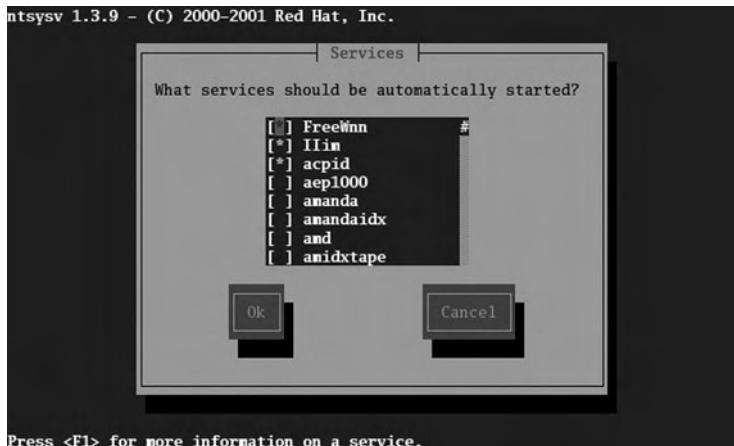 ntsysv 1.3.9 - (C) 2000-2001 Red Hat, Inc.
Services
What services should be automatically started?
[*] FreeWnn #
[*] IIim
[*] acpid
[ ] aep1000
[ ] amanda
[ ] amandaidx
[ ] amd
[ ] amidxtape
Ok Cancel
Press <F1> for more information on a service.